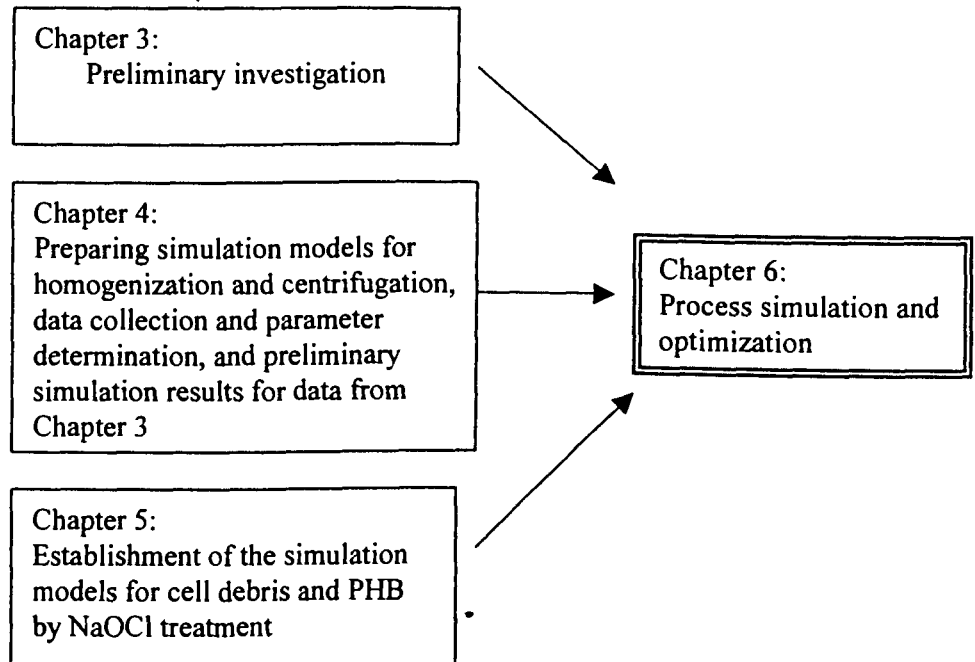 Chapter 3:
Preliminary investigation
Chapter 4:
Preparing simulation models for
homogenization and centrifugation,
data collection and parameter
determination, and preliminary
simulation results for data from
Chapter 3
Chapter 5:
Establishment of the simulation
models for cell debris and PHB
by NaOCl treatment
Chapter 6:
Process simulation and
optimization